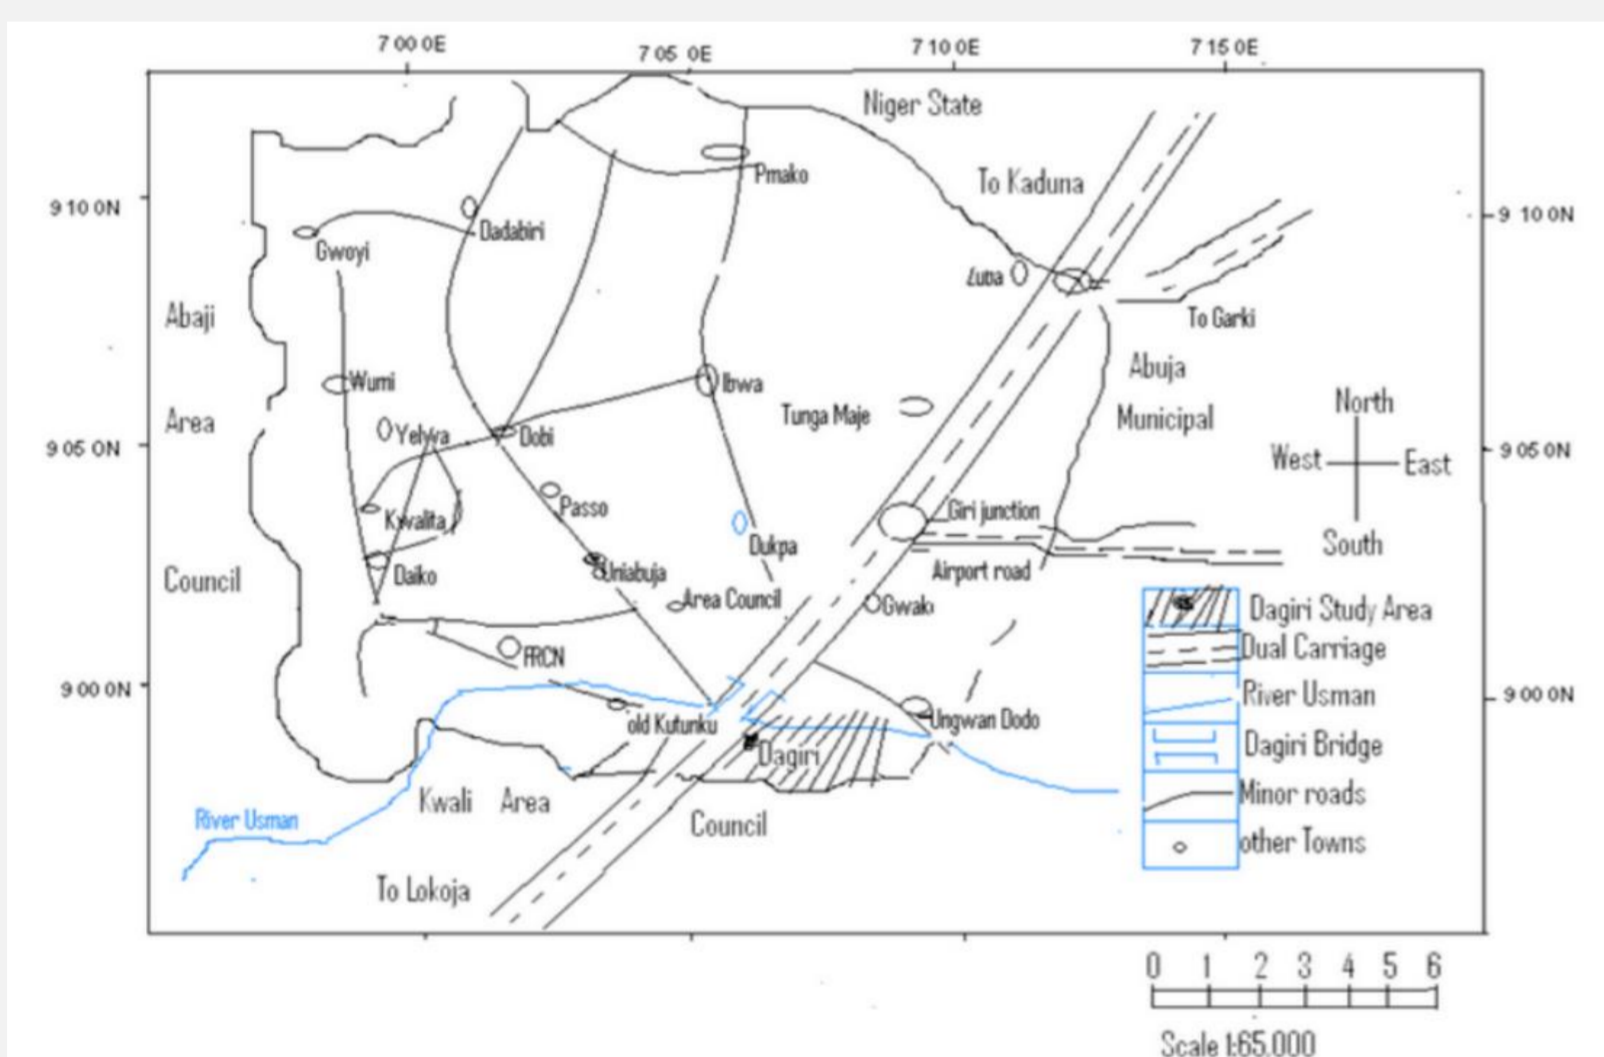 7 00 0E
7 05 0E
7 10 0E
7 15 0E
Niger State
Pmako
To Kaduna
9 10 0N
9 10 0N
Dadabiri
Gwoyi
Zuba
Abaji
To Garki
Abuja
Wumi
Ibwa
North
Tunga Maje
Municipal
Area
Yelwa
Dobi
9 05 0N
9 05 0N
West
East
Passo
Giri junction
Kwalita
Dukpa
South
Uniabuja
Airport road
Council
Daiko
Area Council
Dagiri Study Area
FRCN
Dual Carriage
9 00 0N
9 00 0N
River Usman
old Kutunku
Ungwan Dodo
Dagiri
Dagiri Bridge
Kwali Area
Minor roads
River Usman
Council
other Towns
To Lokoja
0 1 2 3 4 5 6
Scale 1:65.000